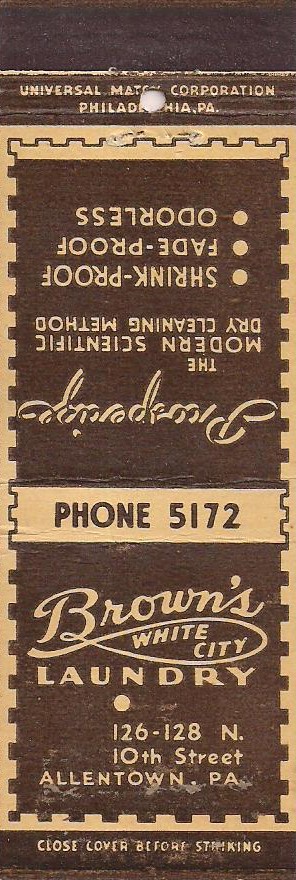 UNIVERSAL MATCH CORPORATION
PHILADELPHIA, PA.
THE
MODERN SCIENTIFIC
DRY CLEANING METHOD
• SHRINK-PROOF
• FADE-PROOF
• ODORLESS
PHONE 5172
Brown's
WHITE CITY
LAUNDRY
126-128 N.
10th Street
ALLENTOWN, PA.
CLOSE COVER BEFORE STRIKING